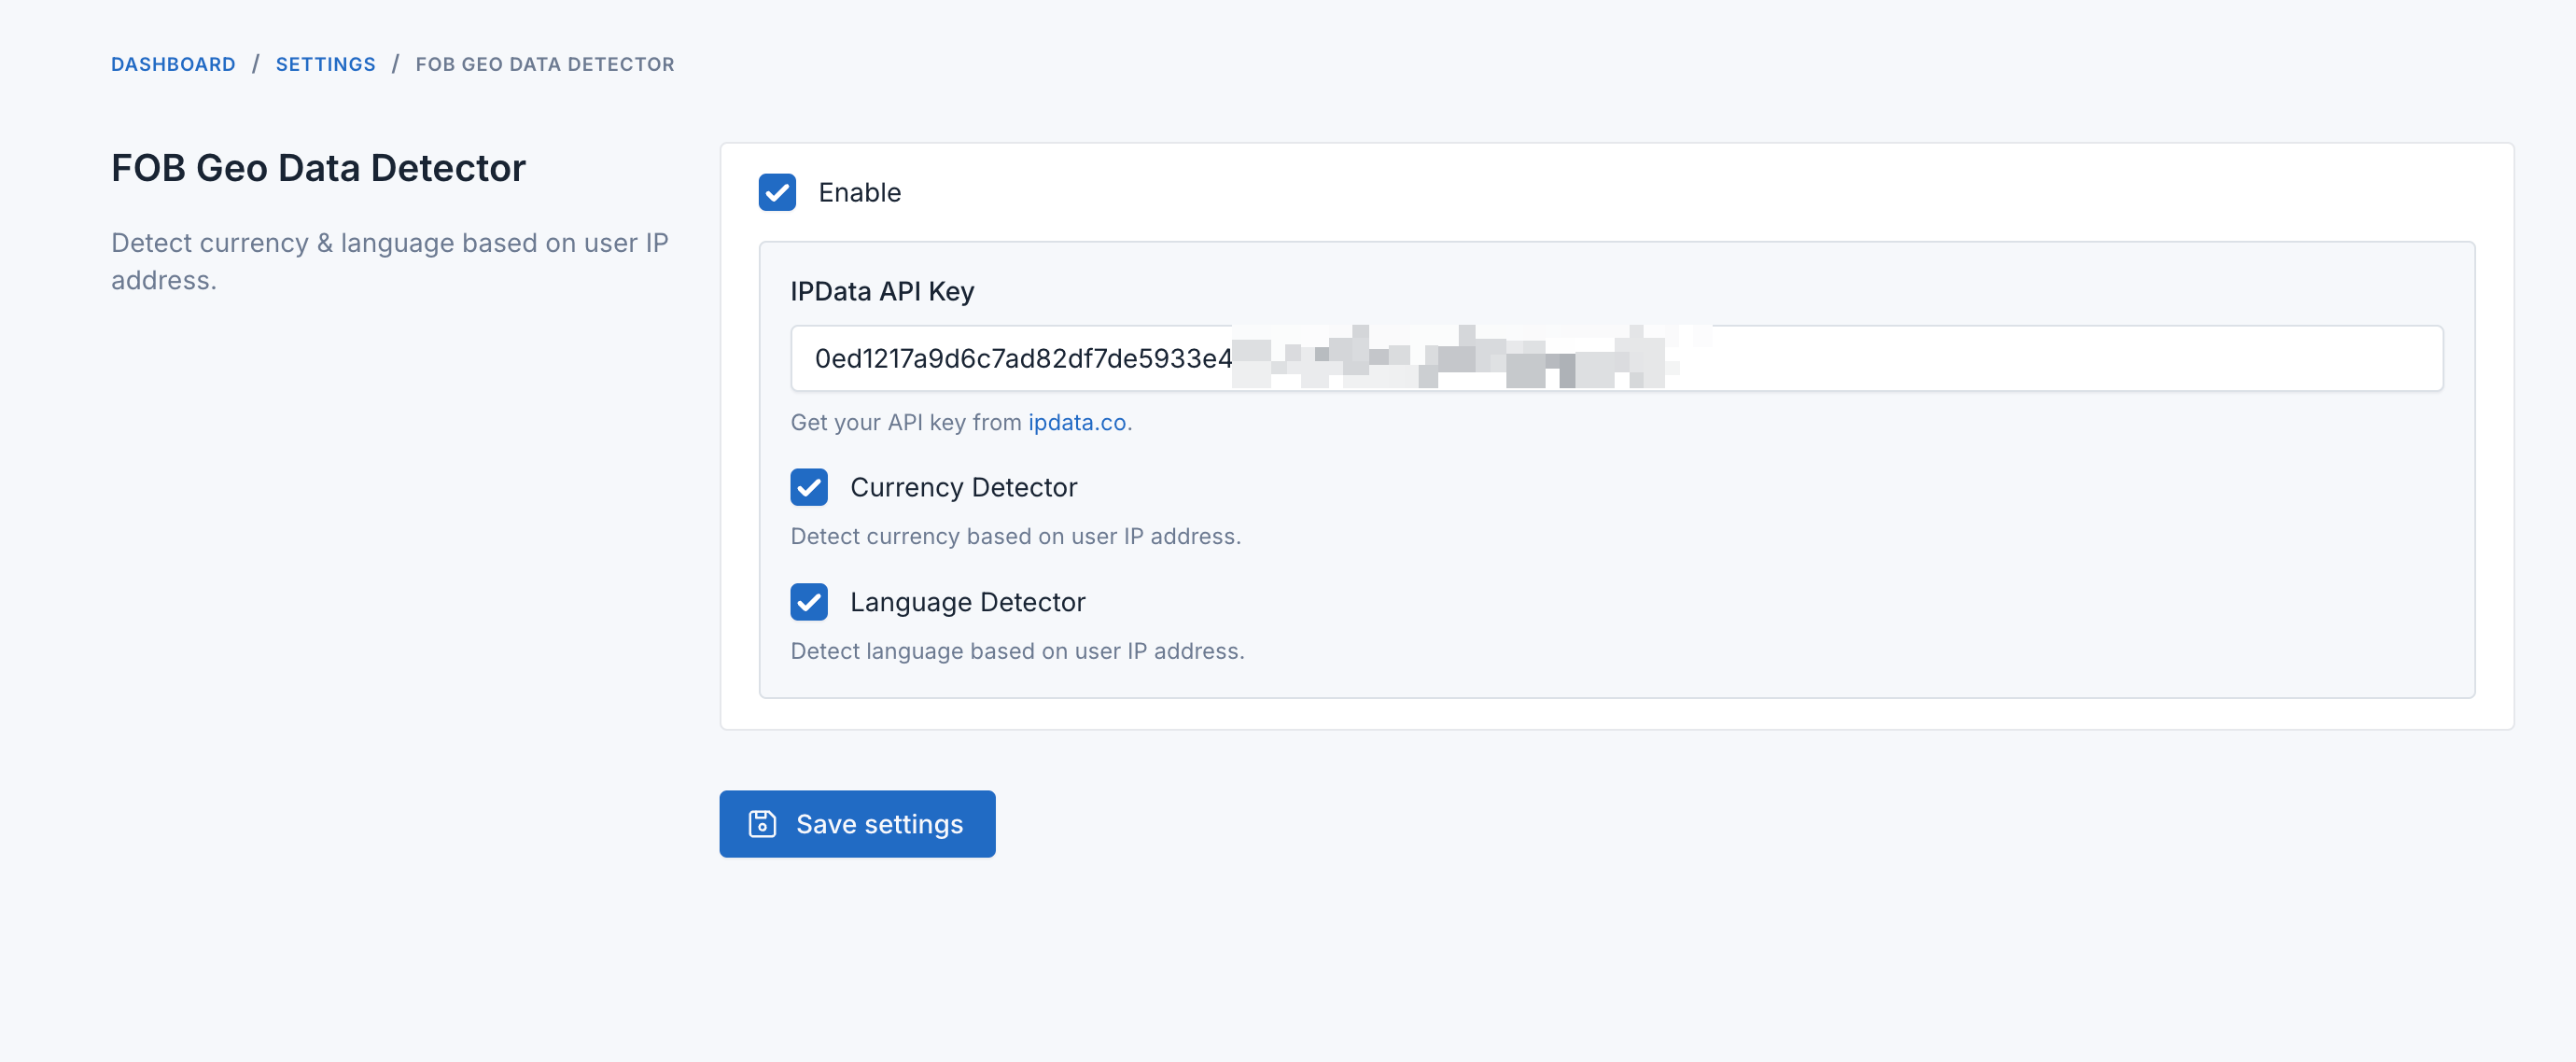 DASHBOARD / SETTINGS / FOB GEO DATA DETECTOR
FOB Geo Data Detector
Detect currency & language based on user IP
address.
Enable
IPData API Key
0ed1217a9d6c7ad82df7de5933e4
Get your API key from ipdata.co.
Currency Detector
Detect currency based on user IP address.
Language Detector
Detect language based on user IP address.
Save settings